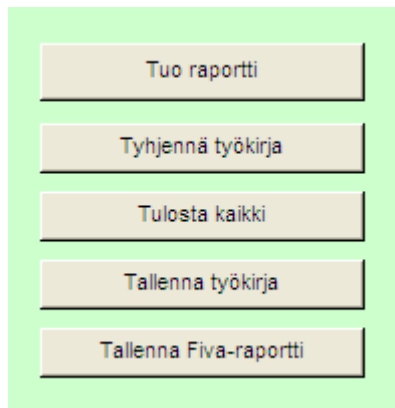 Tuo raportti
Tyhjennä työkirja
Tulosta kaikki
Tallenna työkirja
Tallenna Fiva-raportti